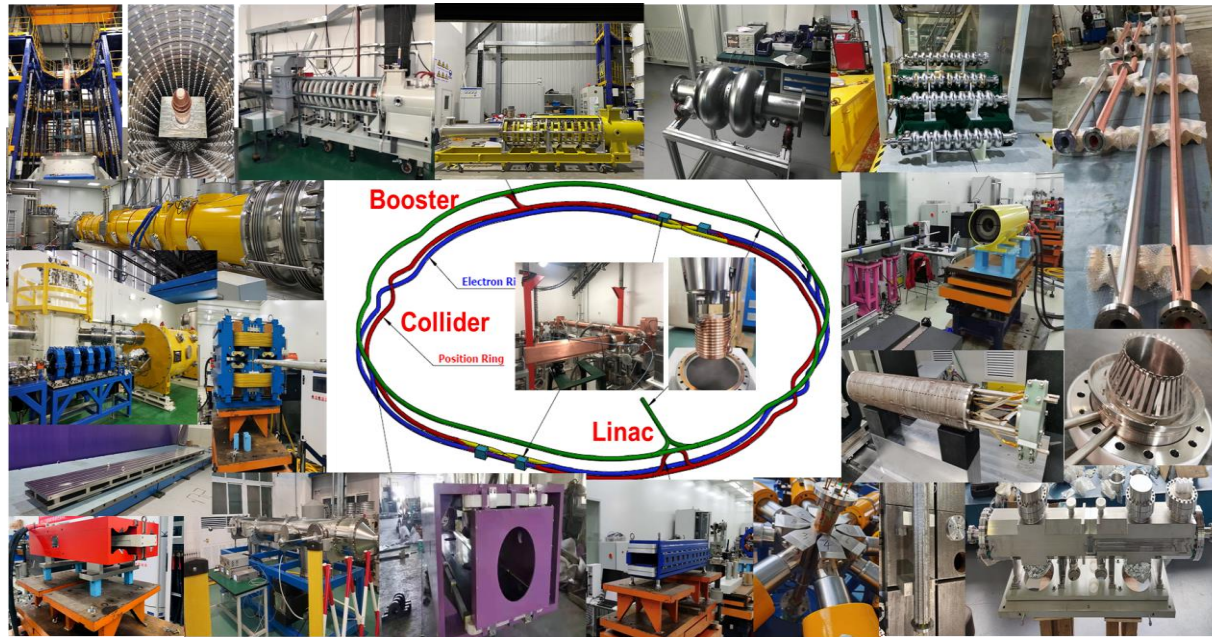 Booster
Electron Ri
Collider
Position Ring
Linac